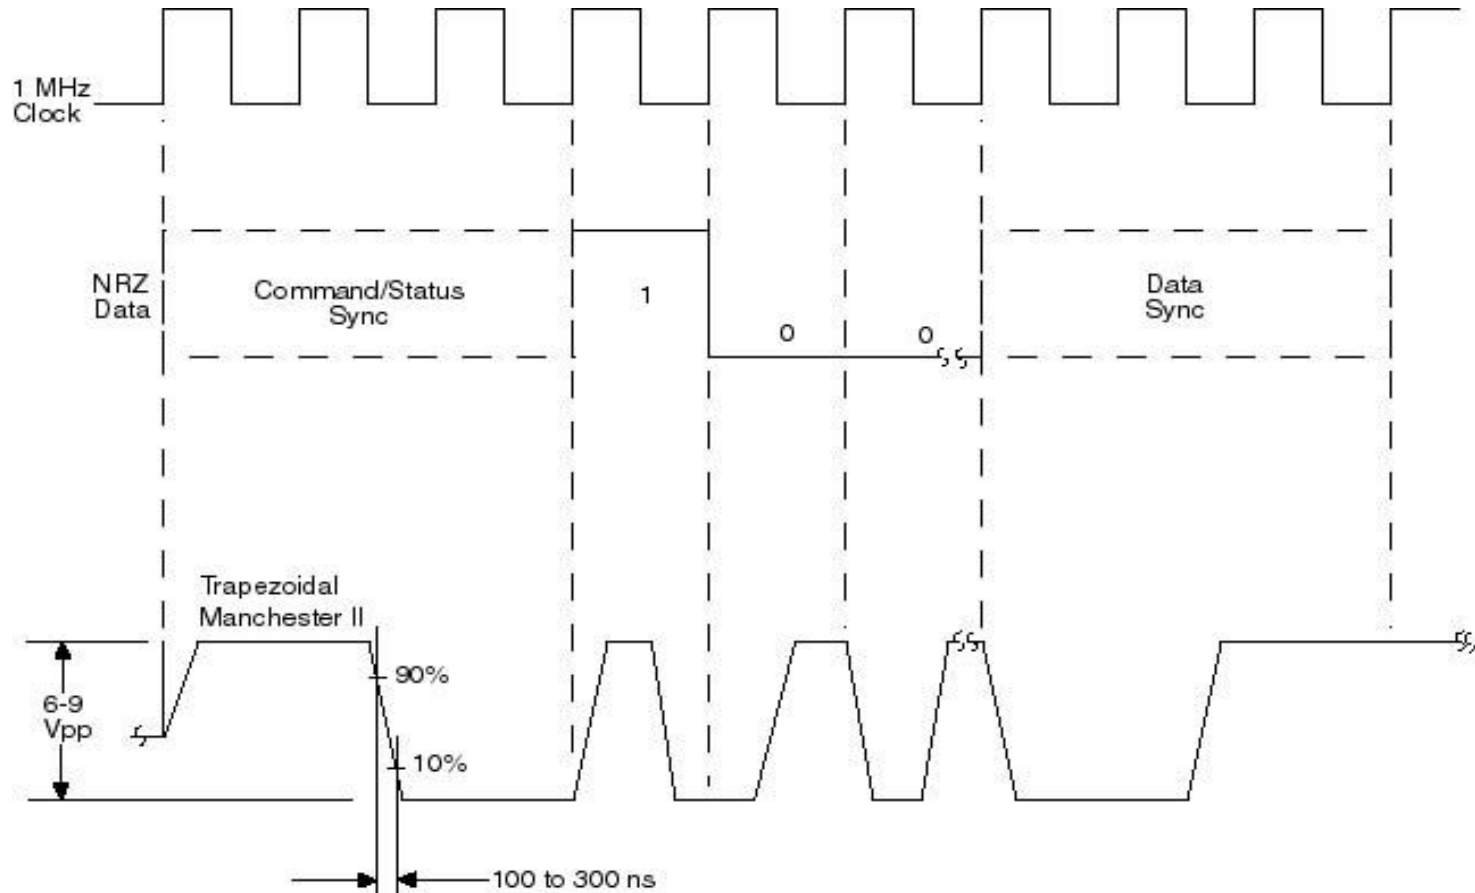 1 MHz
Clock
NRZ
Data
Command/Status
Sync
1
0
0
Data
Sync
Trapezoidal
Manchester II
90%
6-9
Vpp
10%
100 to 300 ns